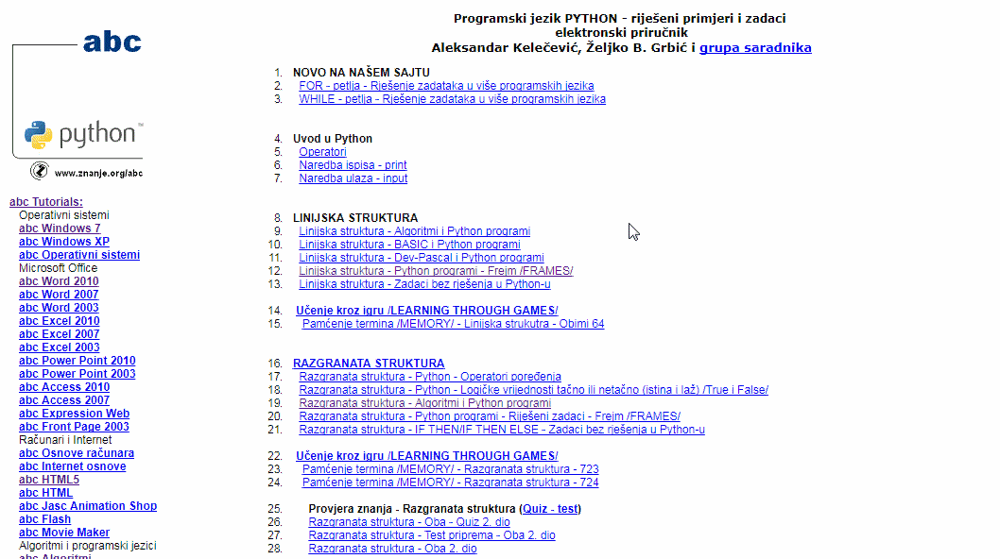 Programski jezik PYTHON - riješeni primjeri i zadaci
elektronski priručnik
Aleksandar Kelečević, Željko B. Grbić i grupa saradnika
abc
python™
www.znanje.org/abc
abc Tutorials:
Operativni sistemi
abc Windows 7
abc Windows XP
abc Operativni sistemi
Microsoft Office
abc Word 2010
abc Word 2007
abc Word 2003
abc Excel 2010
abc Excel 2007
abc Excel 2003
abc Power Point 2010
abc Power Point 2003
abc Access 2010
abc Access 2007
abc Expression Web
abc Front Page 2003
Računari i Internet
abc Osnove računara
abc Internet osnove
abc HTML5
abc HTML
abc Jasc Animation Shop
abc Flash
abc Movie Maker
Algoritmi i programski jezici
abc Algoritmi
1. NOVO NA NAŠEM SAJTU
2. FOR - petlja - Rješenje zadataka u više programskih jezika
3. WHILE - petlja - Rješenje zadataka u više programskih jezika
4. Uvod u Python
5. Operatori
6. Naredba ispisa - print
7. Naredba ulaza - input
8. LINIJSKA STRUKTURA
9. Linijska struktura - Algoritmi i Python programi
10. Linijska struktura - BASIC i Python programi
11. Linijska struktura - Dev-Pascal i Python programi
12. Linijska struktura - Python programi - Frejm /FRAMES/
13. Linijska struktura - Zadaci bez rješenja u Python-u
14. Učenje kroz igru /LEARNING THROUGH GAMES/
15. Pamćenje termina /MEMORY/ - Linijska strukutra - Obimi 64
16. RAZGRANATA STRUKTURA
17. Razgranata struktura - Python - Operatori poređenja
18. Razgranata struktura - Python - Logičke vrijednosti tačno ili netačno (istina i laž) /True i False/
19. Razgranata struktura - Algoritmi i Python programi
20. Razgranata struktura - Python programi - Riješeni zadaci - Frejm /FRAMES/
21. Razgranata struktura - IF THEN/IF THEN ELSE - Zadaci bez rješenja u Python-u
22. Učenje kroz igru /LEARNING THROUGH GAMES/
23. Pamćenje termina /MEMORY/ - Razgranata struktura - 723
24. Pamćenje termina /MEMORY/ - Razgranata struktura - 724
25. Provjera znanja - Razgranata struktura (Quiz - test)
26. Razgranata struktura - Oba - Quiz 2. dio
27. Razgranata struktura - Test priprema - Oba 2. dio
28. Razgranata struktura - Oba 2. dio